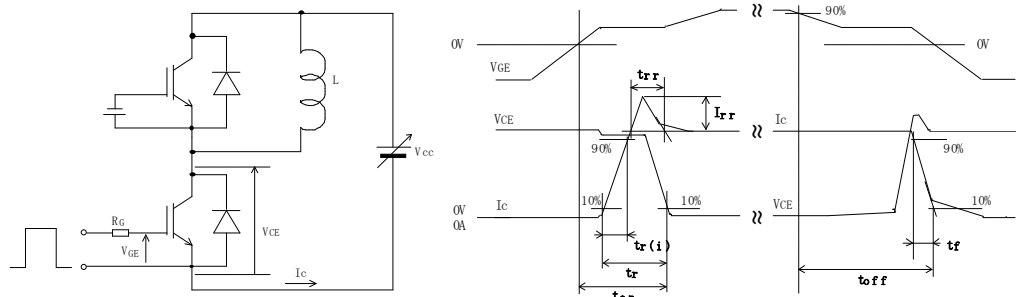 L
Vcc
RG
VGE
VCE
Ic
0V
VGE
VCE
Ic
0V
0A
90%
10%
10%
trr
Irr
tr(i)
tr
ton
90%
0V
Ic
VCE
90%
10%
tf
toff